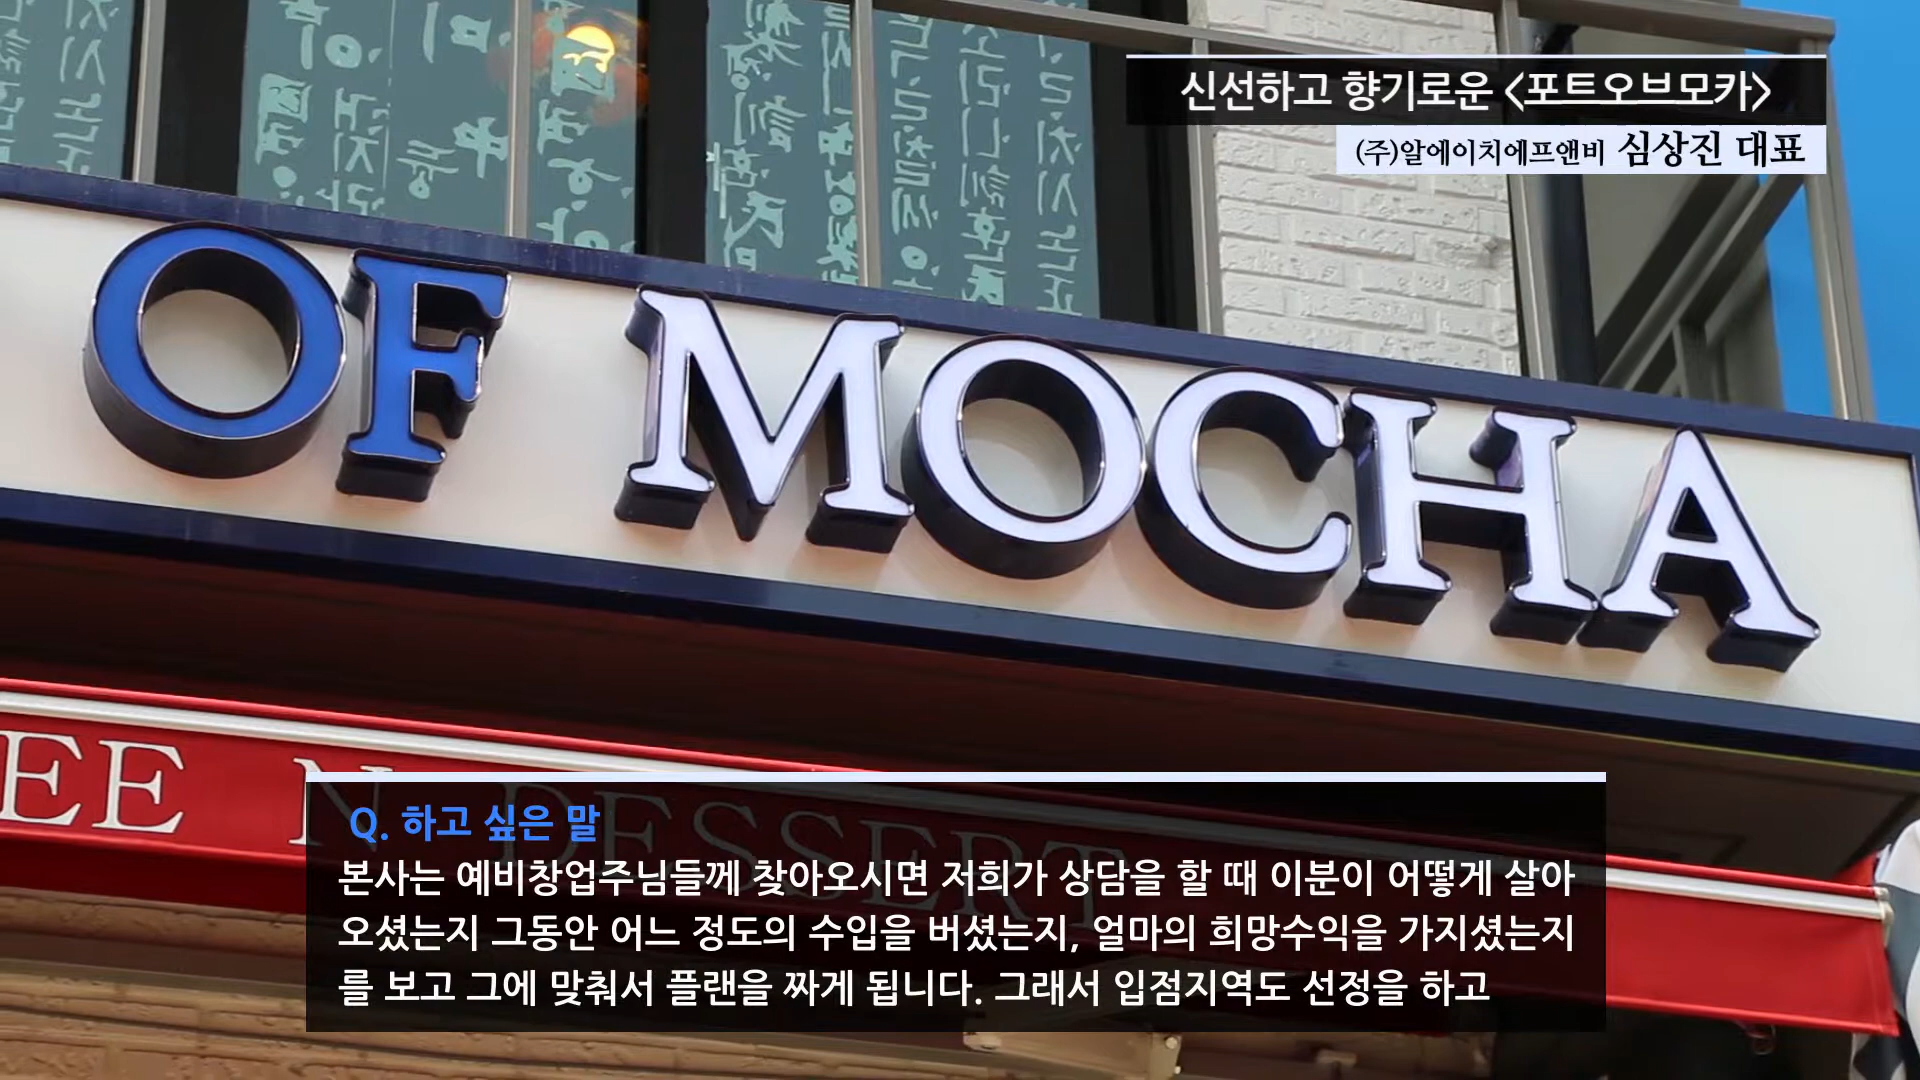 신선하고 향기로운 <포트오브모카>
(주)알에이치에프앤비 심상진 대표
OF MOCHA
EE N DESSERT
Q. 하고 싶은 말
본사는 예비창업주님들께 찾아오시면 저희가 상담을 할 때 이분이 어떻게 살아
오셨는지 그동안 어느 정도의 수입을 버셨는지, 얼마의 희망수익을 가지셨는지
를 보고 그에 맞춰서 플랜을 짜게 됩니다. 그래서 입점지역도 선정을 하고